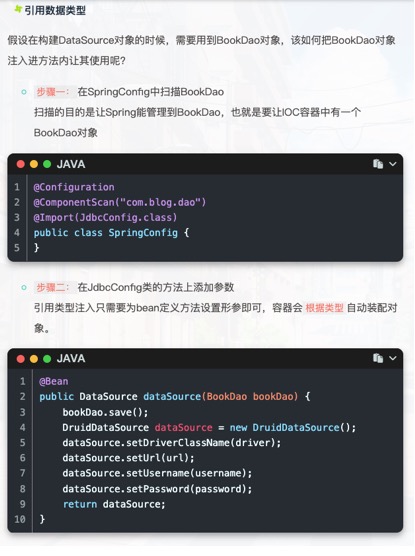 引用数据类型
假设在构建DataSource对象的时候，需要用到BookDao对象，该如何把BookDao对象
注入进方法内让其使用呢?
步骤一： 在SpringConfig中扫描BookDao
扫描的目的是让Spring能管理到BookDao，也就是要让IOC容器中有一个
BookDao对象
JAVA
1 @Configuration
2 @ComponentScan("com.blog.dao")
3 @Import(JdbcConfig.class)
4 public class SpringConfig {
5 }
步骤二： 在JdbcConfig类的方法上添加参数
引用类型注入只需要为bean定义方法设置形参即可，容器会 根据类型 自动装配对
象。
JAVA
1 @Bean
2 public DataSource dataSource(BookDao bookDao) {
3 bookDao.save();
4 DruidDataSource dataSource = new DruidDataSource();
5 dataSource.setDriverClassName(driver);
6 dataSource.setUrl(url);
7 dataSource.setUsername(username);
8 dataSource.setPassword(password);
9 return dataSource;
10 }